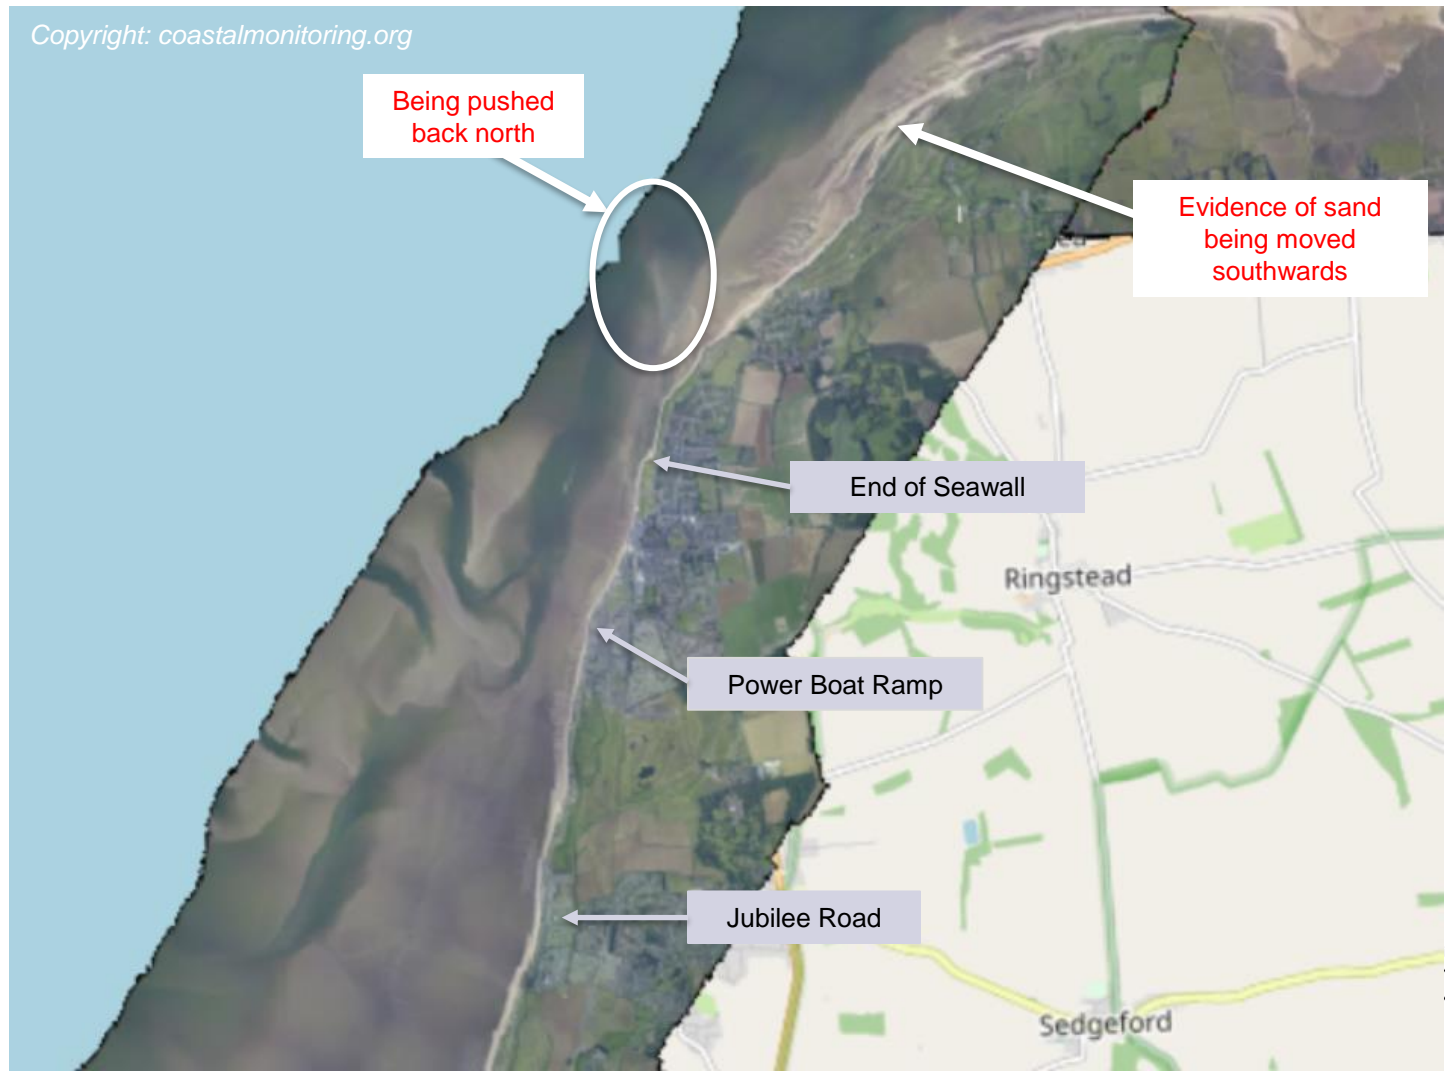 Copyright: coastalmonitoring.org
Being pushed
back north
Evidence of sand
being moved
southwards
End of Seawall
Ringstead
Power Boat Ramp
Jubilee Road
Sedgeford